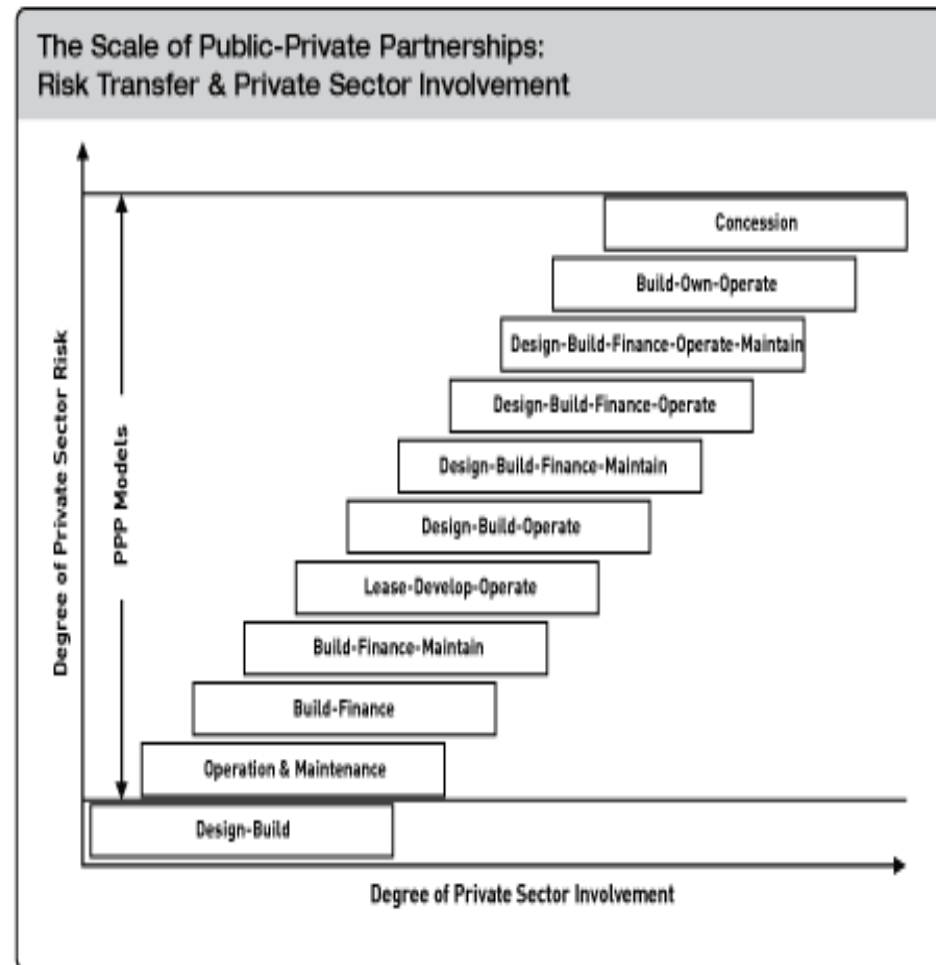 The Scale of Public-Private Partnerships:
Risk Transfer & Private Sector Involvement
Degree of Private Sector Risk
PPP Models
Concession
Build-Own-Operate
Design-Build-Finance-Operate-Maintain
Design-Build-Finance-Operate
Design-Build-Finance-Maintain
Design-Build-Operate
Lease-Develop-Operate
Build-Finance-Maintain
Build-Finance
Operation & Maintenance
Design-Build
Degree of Private Sector Involvement